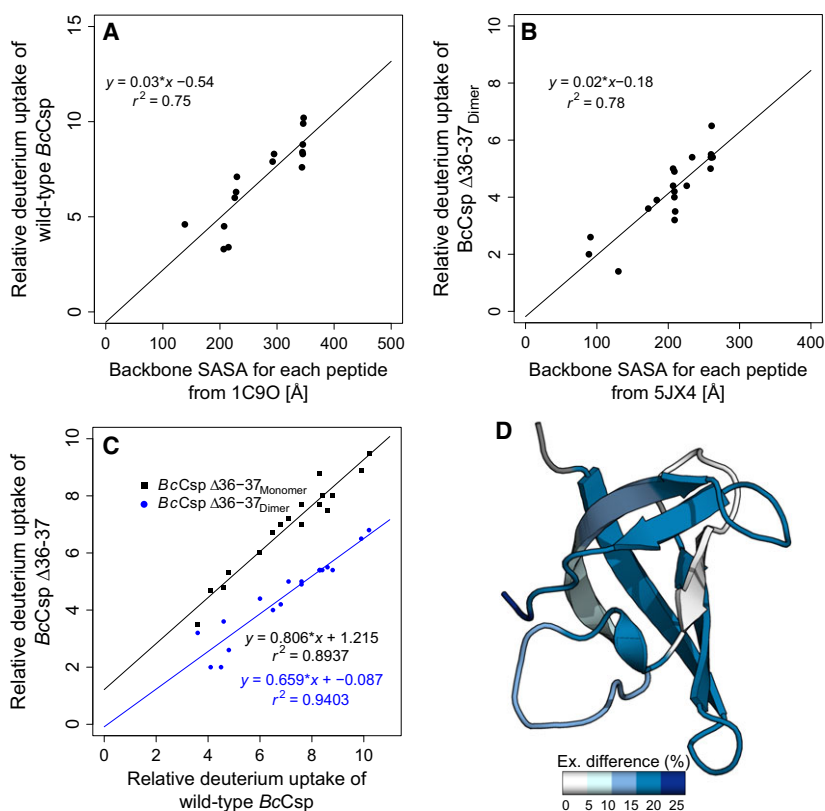 A
y = 0.03*x −0.54
r² = 0.75
Relative deuterium uptake of
wild-type BcCsp
15
10
5
0
0 100 200 300 400 500
Backbone SASA for each peptide
from 1C9O [Å]
B
y = 0.02*x−0.18
r² = 0.78
Relative deuterium uptake of
BcCsp Δ36-37Dimer
10
8
6
4
2
0
0 100 200 300 400
Backbone SASA for each peptide
from 5JX4 [Å]
C
BcCsp Δ36−37Monomer
BcCsp Δ36−37Dimer
y = 0.806*x + 1.215
r² = 0.8937
y = 0.659*x + −0.087
r² = 0.9403
Relative deuterium uptake of
BcCsp Δ36-37
10
8
6
4
2
0
0 2 4 6 8 10
Relative deuterium uptake of
wild-type BcCsp
D
Ex. difference (%)
0 5 10 15 20 25